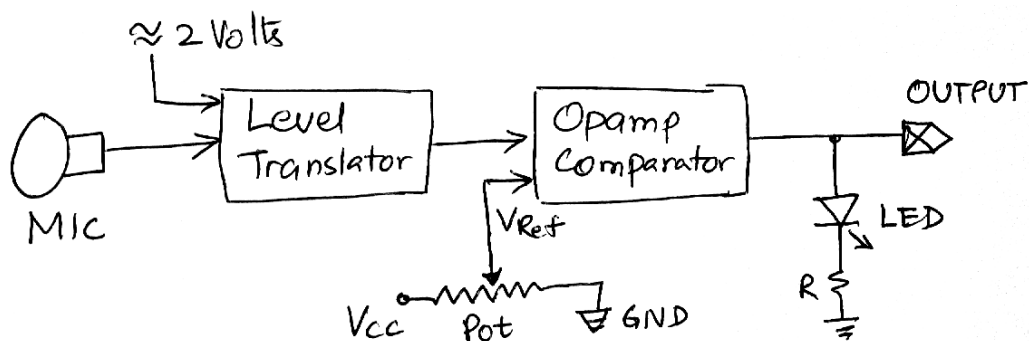 ≈ 2 Volts
MIC
Level
Translator
Opamp
Comparator
OUTPUT
VRef
LED
R
Vcc
Pot
GND